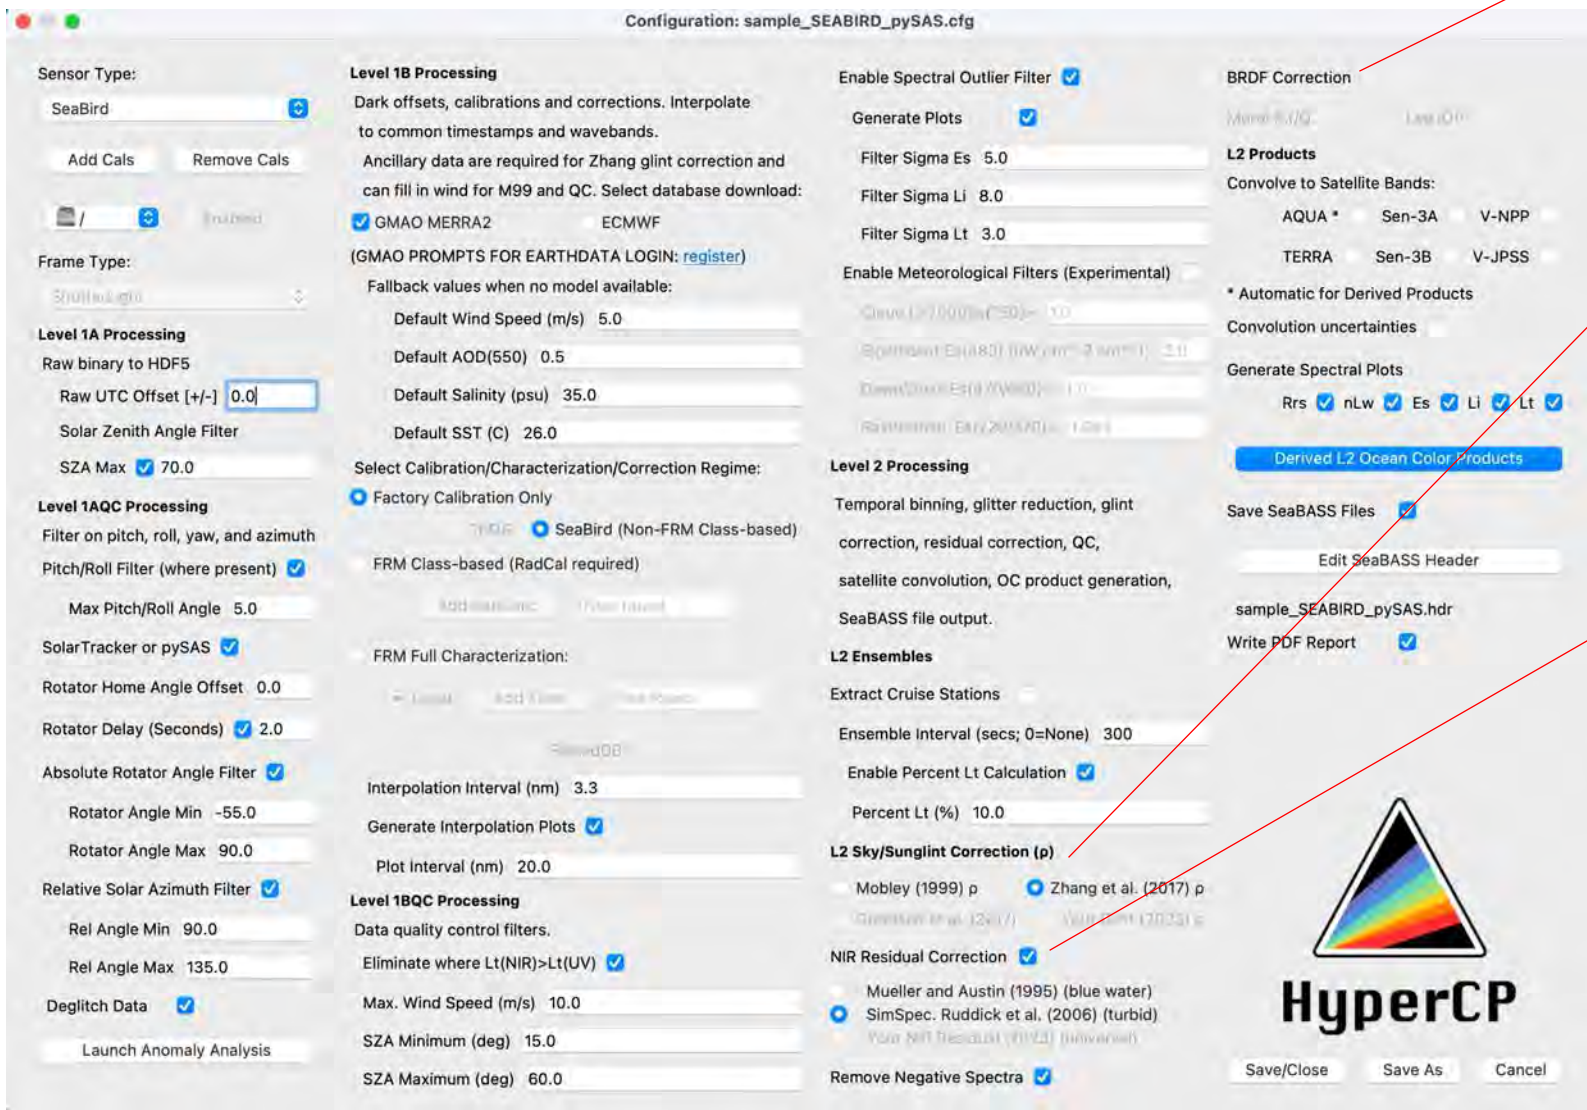 Configuration: sample_SEABIRD_pySAS.cfg
Sensor Type:
SeaBird
Add Cals Remove Cals
/ Enabled
Frame Type:
ShutterLight
Level 1A Processing
Raw binary to HDF5
Raw UTC Offset [+/-] 0.0
Solar Zenith Angle Filter
SZA Max 70.0
Level 1AQC Processing
Filter on pitch, roll, yaw, and azimuth
Pitch/Roll Filter (where present)
Max Pitch/Roll Angle 5.0
SolarTracker or pySAS
Rotator Home Angle Offset 0.0
Rotator Delay (Seconds) 2.0
Absolute Rotator Angle Filter
Rotator Angle Min -55.0
Rotator Angle Max 90.0
Relative Solar Azimuth Filter
Rel Angle Min 90.0
Rel Angle Max 135.0
Deglitch Data
Launch Anomaly Analysis
Level 1B Processing
Dark offsets, calibrations and corrections. Interpolate
to common timestamps and wavebands.
Ancillary data are required for Zhang glint correction and
can fill in wind for M99 and QC. Select database download:
GMAO MERRA2 ECMWF
(GMAO PROMPTS FOR EARTHDATA LOGIN: register)
Fallback values when no model available:
Default Wind Speed (m/s) 5.0
Default AOD(550) 0.5
Default Salinity (psu) 35.0
Default SST (C) 26.0
Select Calibration/Characterization/Correction Regime:
Factory Calibration Only
SeaBird (Non-FRM Class-based)
FRM Class-based (RadCal required)
FRM Full Characterization:
Interpolation Interval (nm) 3.3
Generate Interpolation Plots
Plot Interval (nm) 20.0
Level 1BQC Processing
Data quality control filters.
Eliminate where Lt(NIR)>Lt(UV)
Max. Wind Speed (m/s) 10.0
SZA Minimum (deg) 15.0
SZA Maximum (deg) 60.0
Enable Spectral Outlier Filter
Generate Plots
Filter Sigma Es 5.0
Filter Sigma Li 8.0
Filter Sigma Lt 3.0
Enable Meteorological Filters (Experimental)
Level 2 Processing
Temporal binning, glitter reduction, glint
correction, residual correction, QC,
satellite convolution, OC product generation,
SeaBASS file output.
L2 Ensembles
Extract Cruise Stations
Ensemble Interval (secs; 0=None) 300
Enable Percent Lt Calculation
Percent Lt (%) 10.0
L2 Sky/Sunglint Correction (ρ)
Mobley (1999) ρ Zhang et al. (2017) ρ
NIR Residual Correction
Mueller and Austin (1995) (blue water)
SimSpec. Ruddick et al. (2006) (turbid)
Remove Negative Spectra
BRDF Correction
L2 Products
Convolve to Satellite Bands:
AQUA * Sen-3A V-NPP
TERRA Sen-3B V-JPSS
* Automatic for Derived Products
Convolution uncertainties
Generate Spectral Plots
Rrs nLw Es Li Lt
Derived L2 Ocean Color Products
Save SeaBASS Files
Edit SeaBASS Header
sample_SEABIRD_pySAS.hdr
Write PDF Report
HyperCP
Save/Close Save As Cancel